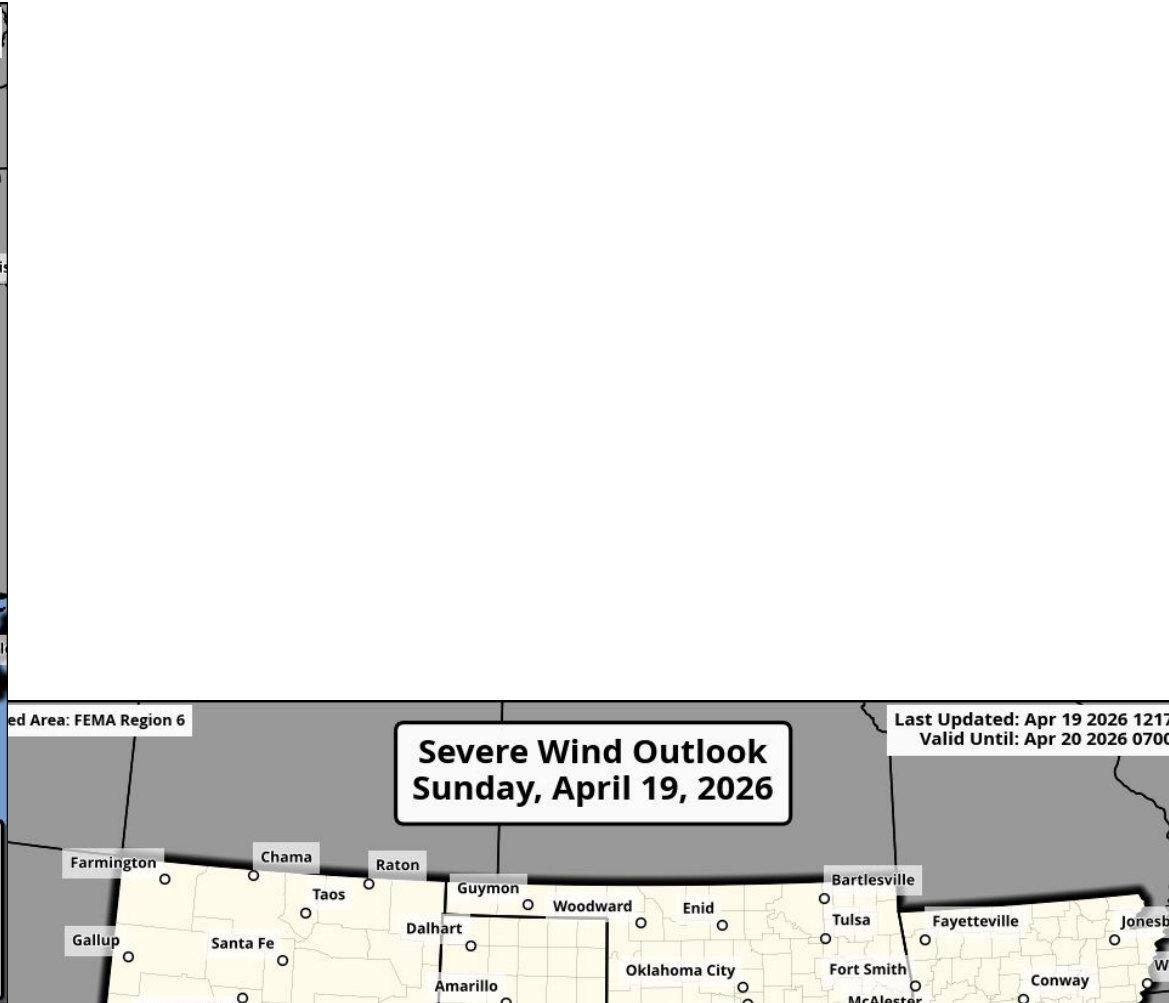 ed Area: FEMA Region 6
Last Updated: Apr 19 2026 1217
Valid Until: Apr 20 2026 0700
Severe Wind Outlook
Sunday, April 19, 2026
Farmington
Chama
Raton
Taos
Guymon
Woodward
Enid
Bartlesville
Tulsa
Fayetteville
Jonesb
Dalhart
Gallup
Santa Fe
Amarillo
Oklahoma City
Fort Smith
McAlester
Conway
W